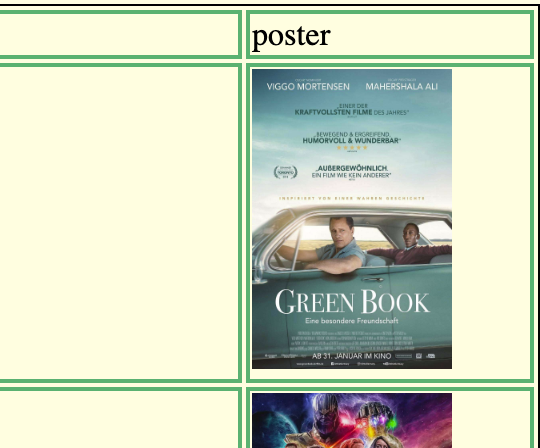 poster
VIGGO MORTENSEN MAHERSHALA ALI
„EINER DER
KRAFTVOLLSTEN FILME DES JAHRES“
„BEWEGEND & ERGREIFEND,
HUMORVOLL & WUNDERBAR“
„AUßERGEWÖHNLICH,
EIN FILM WIE KEIN ANDERER“
INSPIRIERT VON EINER WAHREN GESCHICHTE
GREEN BOOK
Eine besondere Freundschaft
AB 31. JANUAR IM KINO